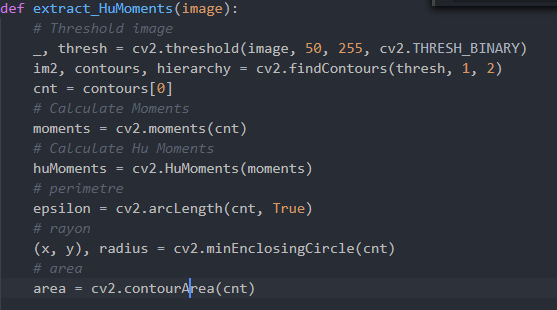 def extract_HuMoments(image):
    # Threshold image
    _, thresh = cv2.threshold(image, 50, 255, cv2.THRESH_BINARY)
    im2, contours, hierarchy = cv2.findContours(thresh, 1, 2)
    cnt = contours[0]
    # Calculate Moments
    moments = cv2.moments(cnt)
    # Calculate Hu Moments
    huMoments = cv2.HuMoments(moments)
    # perimetre
    epsilon = cv2.arcLength(cnt, True)
    # rayon
    (x, y), radius = cv2.minEnclosingCircle(cnt)
    # area
    area = cv2.contourArea(cnt)